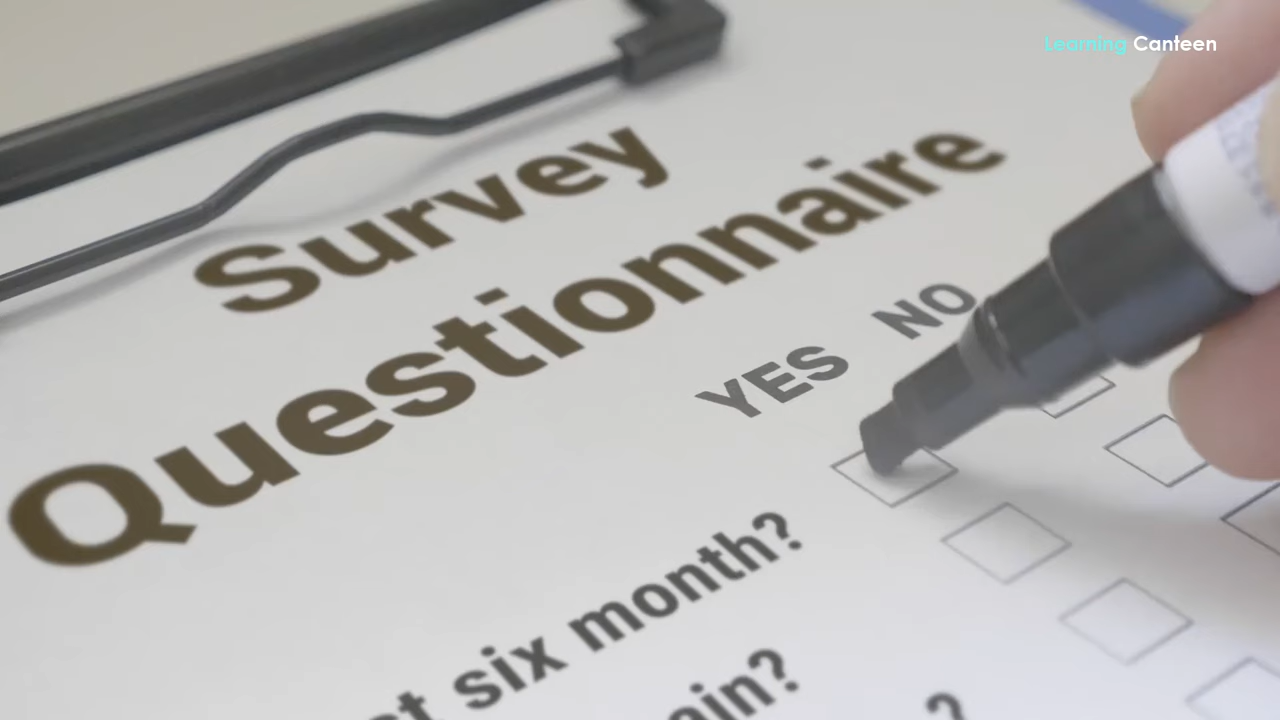 Learning Canteen
Survey
Questionnaire
YES NO
six month?
?